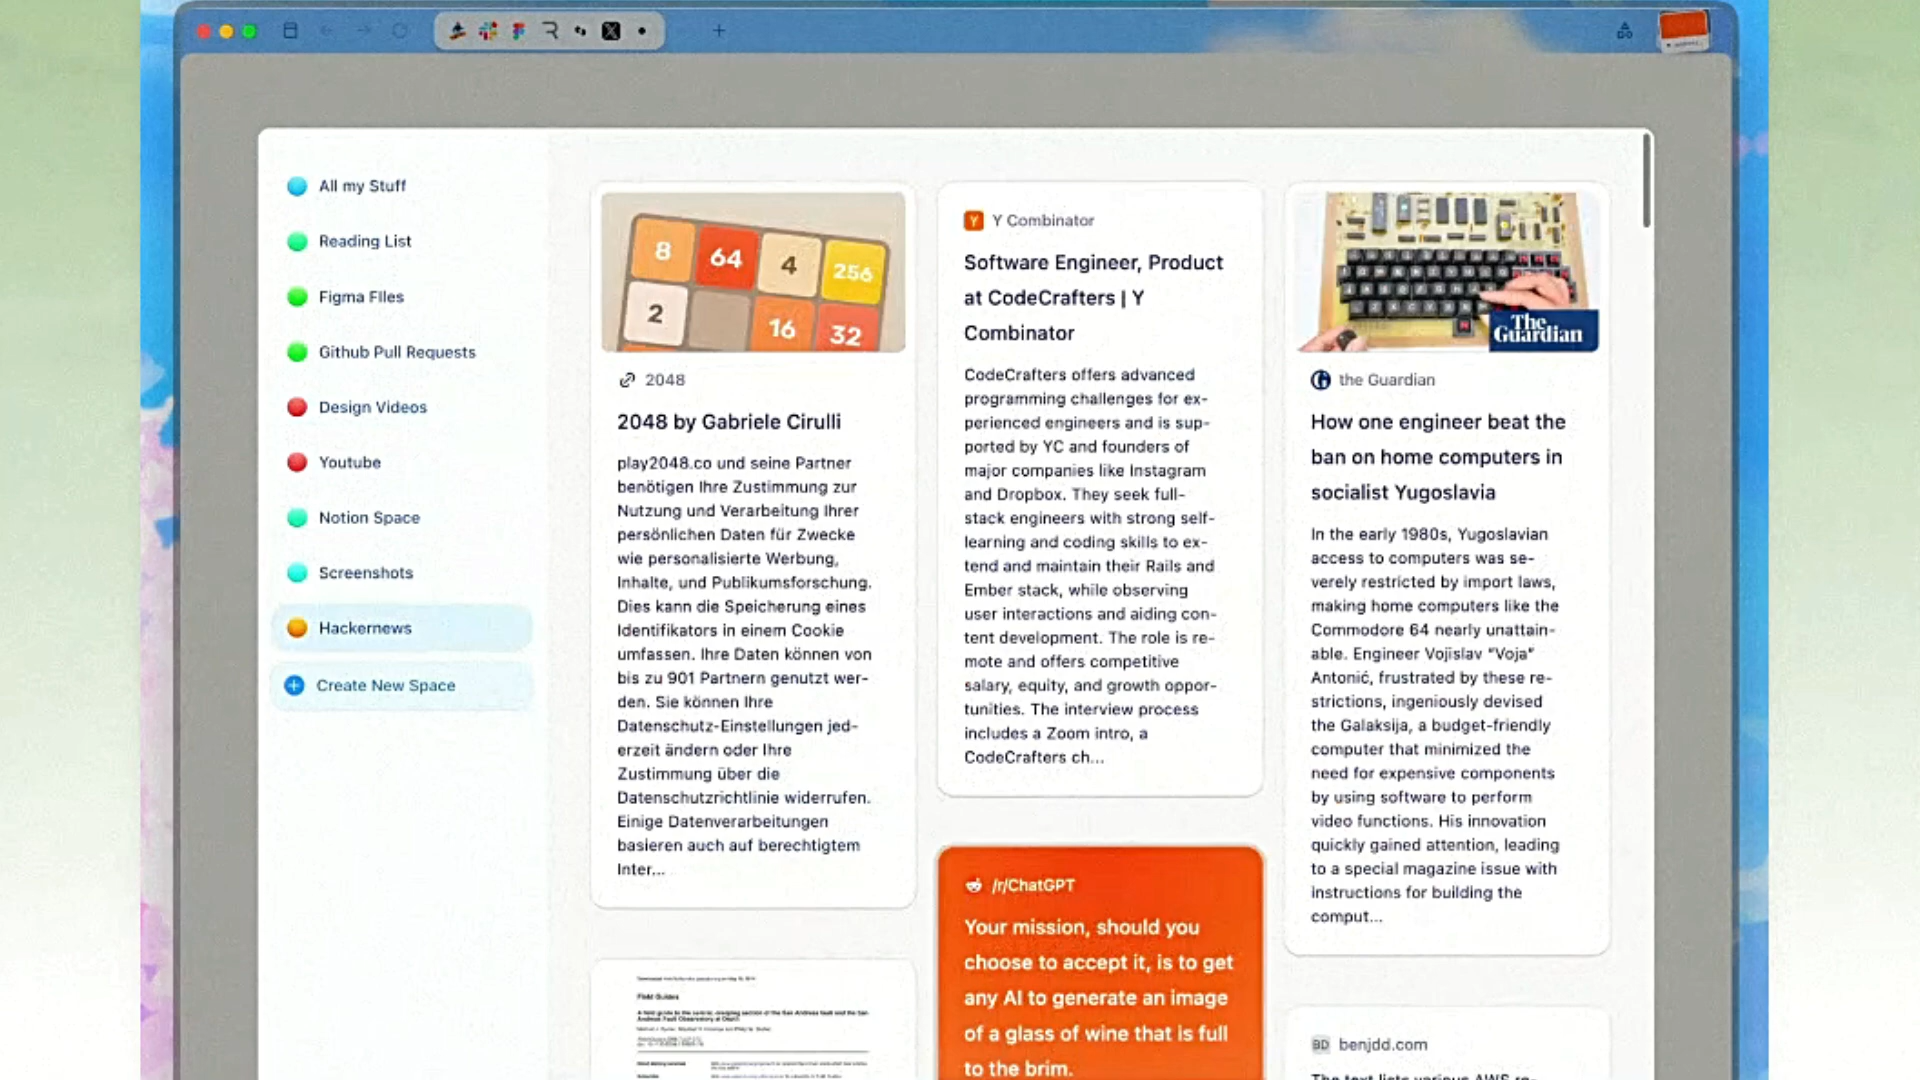 All my Stuff
Reading List
Figma FIles
Github Pull Requests
Design Videos
Youtube
Notion Space
Screenshots
Hackernews
Create New Space
8
64
4
256
2
16
32
2048
2048 by Gabriele Cirulli
play2048.co und seine Partner
benötigen Ihre Zustimmung zur
Nutzung und Verarbeitung Ihrer
persönlichen Daten für Zwecke
wie personalisierte Werbung,
Inhalte, und Publikumsforschung.
Dies kann die Speicherung eines
Identifikators in einem Cookie
umfassen. Ihre Daten können von
bis zu 901 Partnern genutzt wer-
den. Sie können Ihre
Datenschutz-Einstellungen jed-
erzeit ändern oder Ihre
Zustimmung über die
Datenschutzrichtlinie widerrufen.
Einige Datenverarbeitungen
basieren auch auf berechtigtem
Inter...
Field Guides
Y Combinator
Software Engineer, Product
at CodeCrafters | Y
Combinator
CodeCrafters offers advanced
programming challenges for ex-
perienced engineers and is sup-
ported by YC and founders of
major companies like Instagram
and Dropbox. They seek full-
stack engineers with strong self-
learning and coding skills to ex-
tend and maintain their Rails and
Ember stack, while observing
user interactions and aiding con-
tent development. The role is re-
mote and offers competitive
salary, equity, and growth oppor-
tunities. The interview process
includes a Zoom intro, a
CodeCrafters ch...
/r/ChatGPT
Your mission, should you
choose to accept it, is to get
any AI to generate an image
of a glass of wine that is full
to the brim.
The
Guardian
the Guardian
How one engineer beat the
ban on home computers in
socialist Yugoslavia
In the early 1980s, Yugoslavian
access to computers was se-
verely restricted by import laws,
making home computers like the
Commodore 64 nearly unattain-
able. Engineer Vojislav "Voja"
Antonić, frustrated by these re-
strictions, ingeniously devised
the Galaksija, a budget-friendly
computer that minimized the
need for expensive components
by using software to perform
video functions. His innovation
quickly gained attention, leading
to a special magazine issue with
instructions for building the
comput...
BD benjdd.com
The text lists various AWS re-